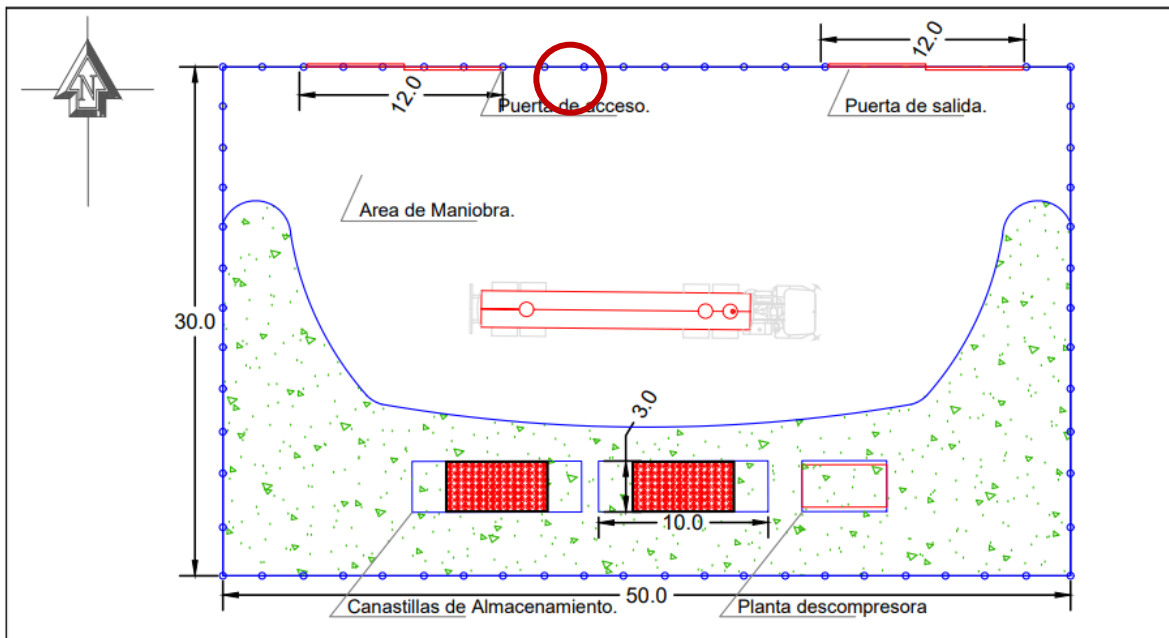 12.0
N
12.0
Puerta de acceso.
Puerta de salida.
Area de Maniobra.
30.0
3.0
10.0
50.0
Canastillas de Almacenamiento.
Planta descompresora